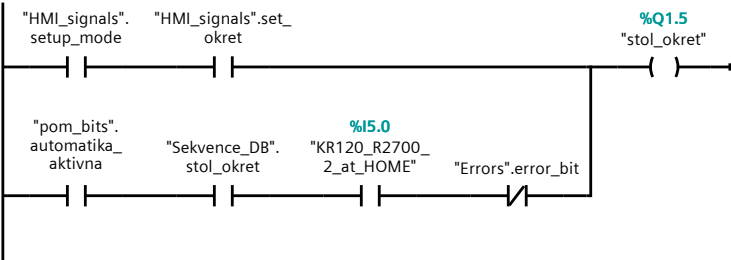 "HMI_signals".
setup_mode
"HMI_signals".set_
okret
%Q1.5
"stol_okret"
"pom_bits".
automatika_
aktivna
"Sekvence_DB".
stol_okret
%I5.0
"KR120_R2700_
2_at_HOME"
"Errors".error_bit